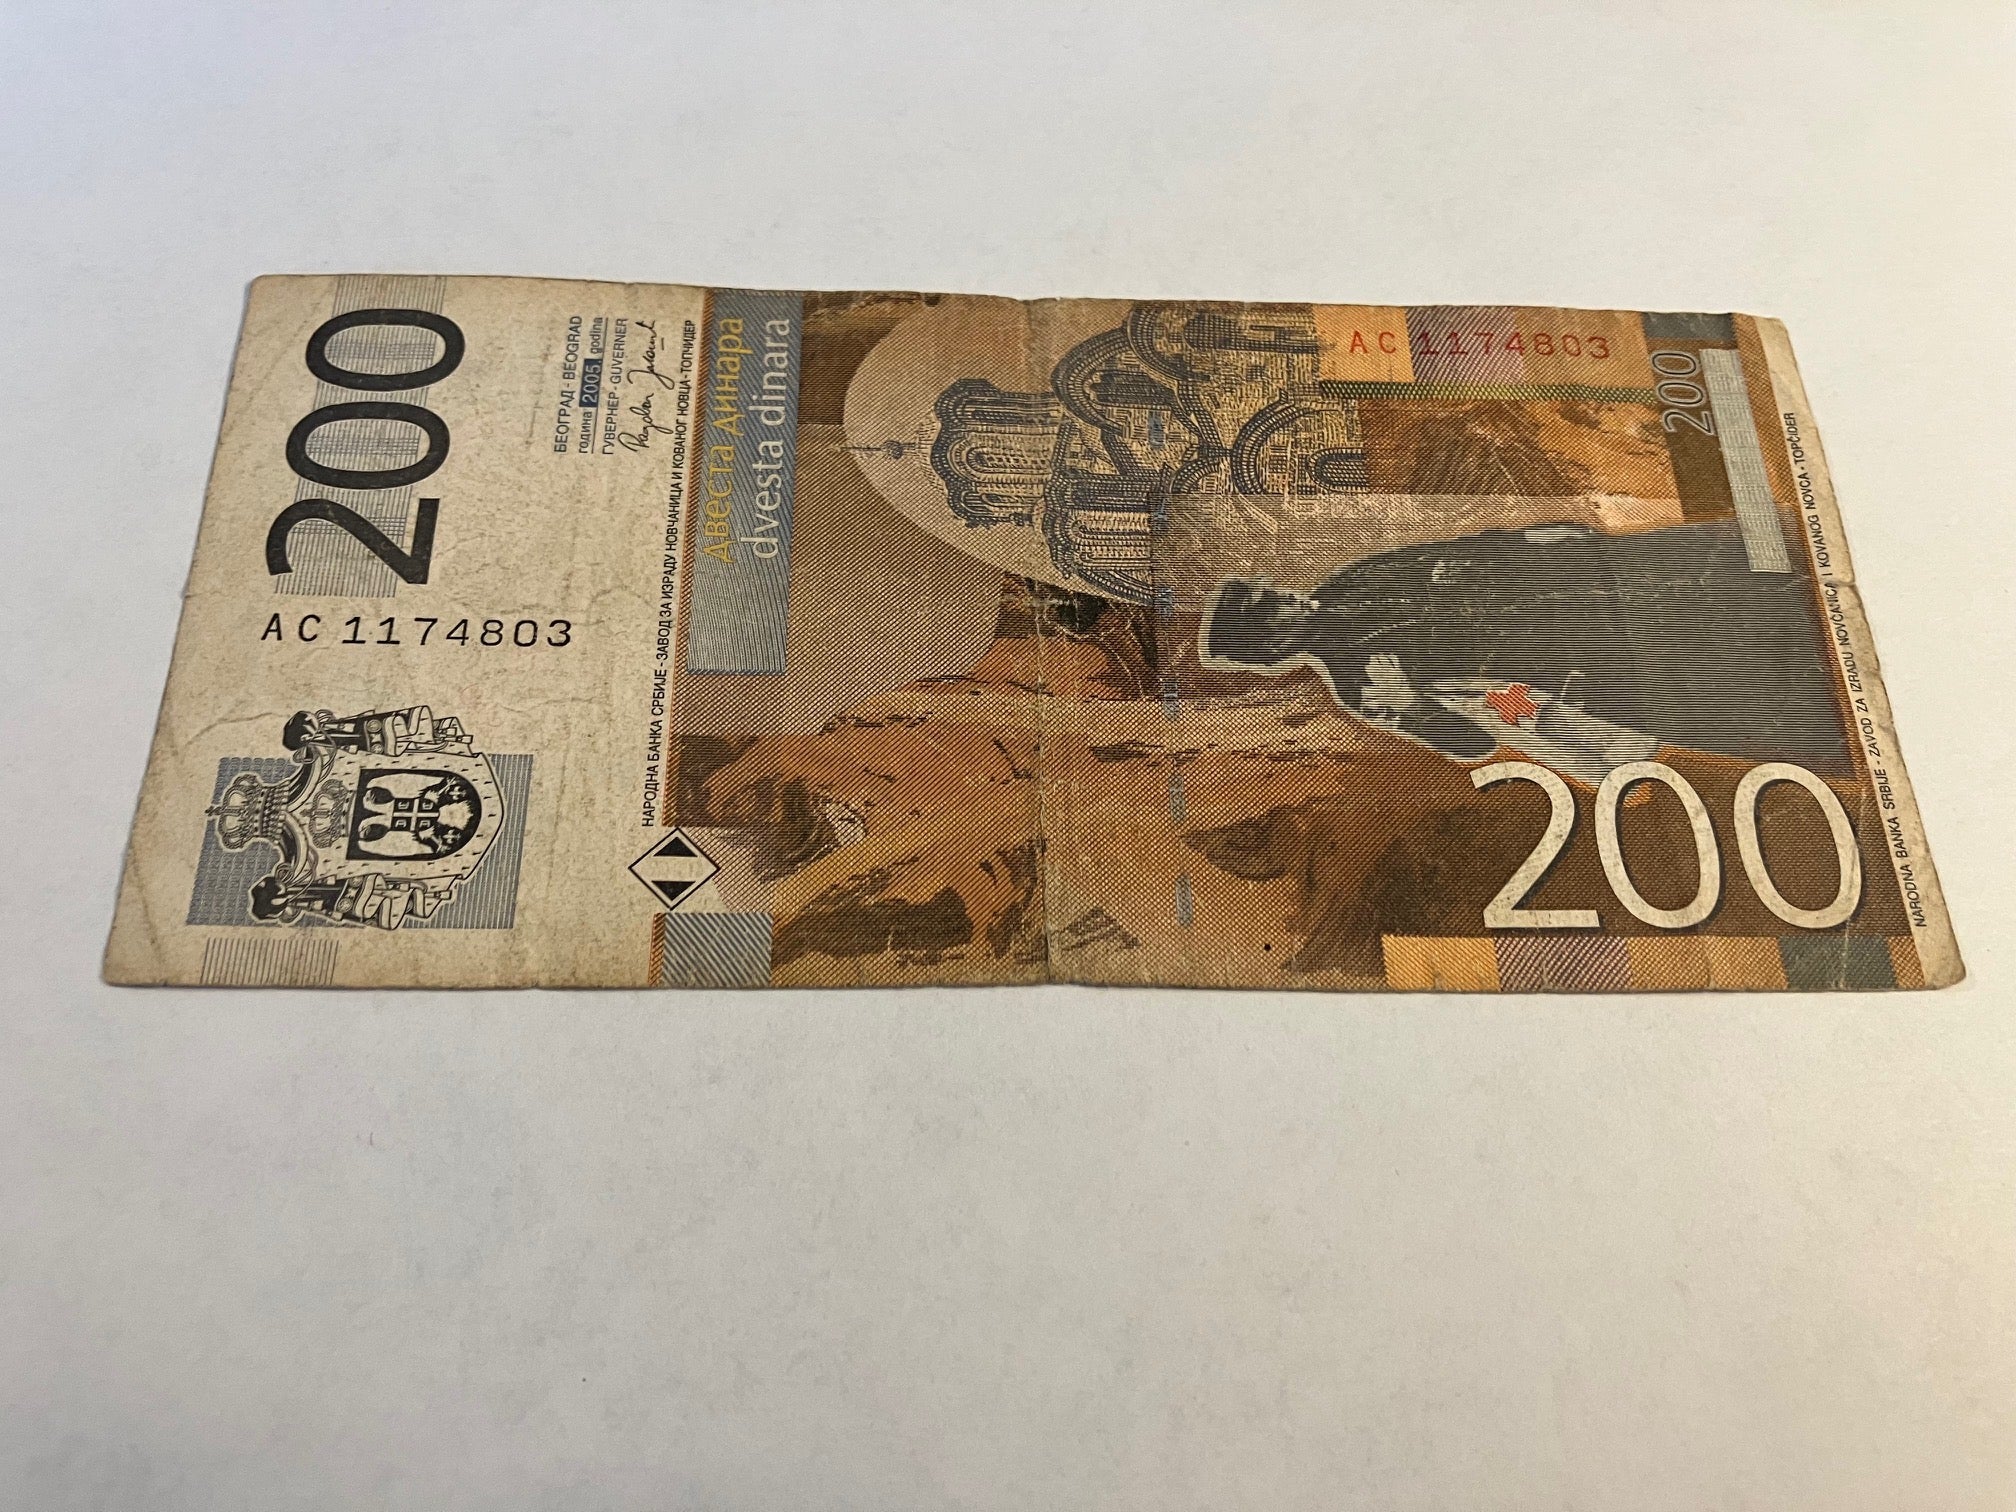 200
БЕОГРАД - BEOGRAD
година 2005 godina
ГУВЕРНЕР - GUVERNER
AC 1174803
НАРОДНА БАНКА СРБИЈЕ - ЗАВОД ЗА ИЗРАДУ НОВЧАНИЦА И КОВАНОГ НОВЦА - ТОПЧИДЕР
Двеста динара
dvesta dinara
AC 1174803
200
200
NARODNA BANKA SRBIJE - ZAVOD ZA IZRADU NOVČANICA I KOVANOG NOVCA - TOPČIDER